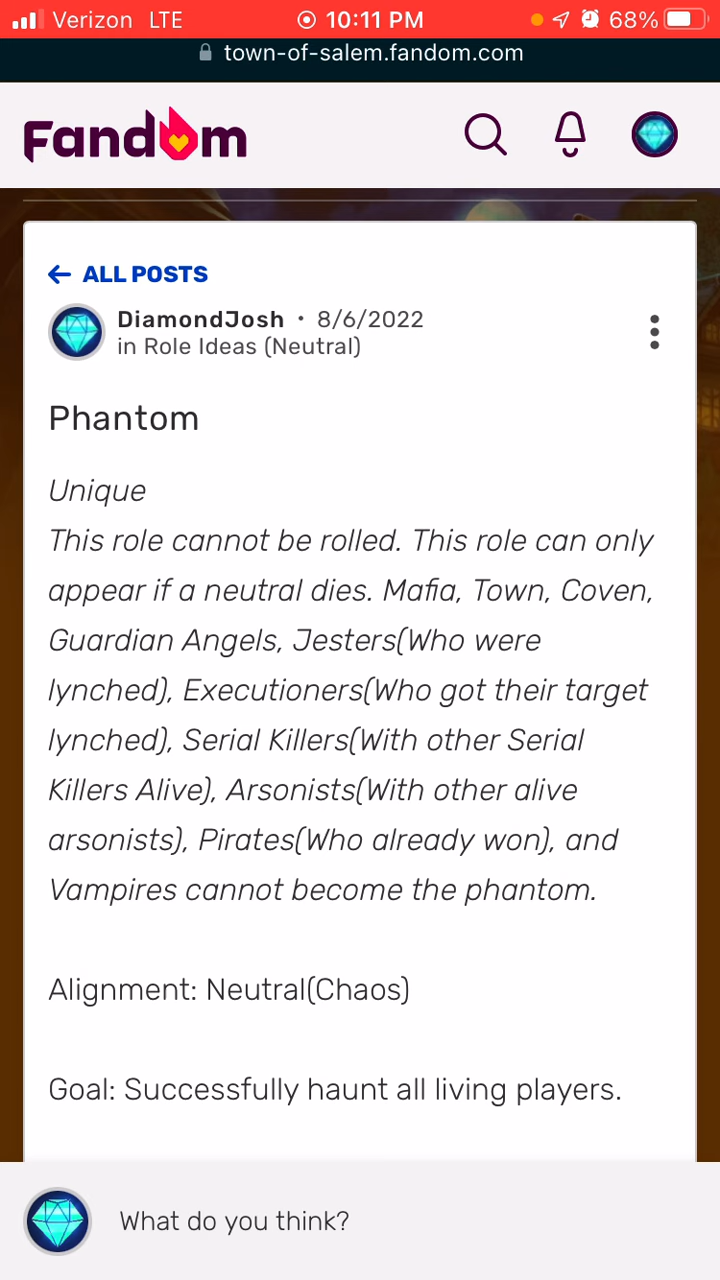 Verizon LTE 10:11 PM 68%
town-of-salem.fandom.com
Fandom
ALL POSTS
DiamondJosh • 8/6/2022
in Role Ideas (Neutral)
Phantom
Unique
This role cannot be rolled. This role can only
appear if a neutral dies. Mafia, Town, Coven,
Guardian Angels, Jesters(Who were
lynched), Executioners(Who got their target
lynched), Serial Killers(With other Serial
Killers Alive), Arsonists(With other alive
arsonists), Pirates(Who already won), and
Vampires cannot become the phantom.
Alignment: Neutral(Chaos)
Goal: Successfully haunt all living players.
What do you think?